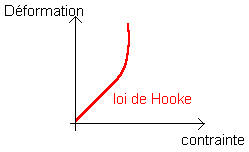 Déformation
loi de Hooke
contrainte